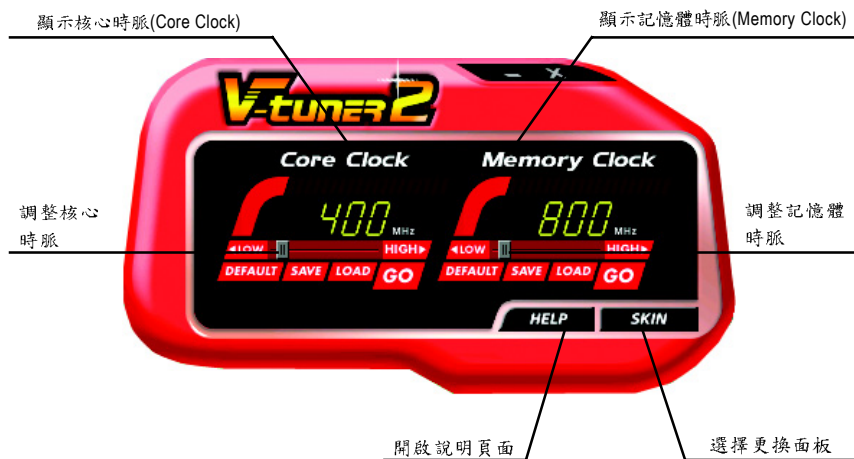 顯示核心時脈(Core Clock)
顯示記憶體時脈(Memory Clock)
V-TUNER 2
Core Clock
Memory Clock
400 MHz
800 MHz
調整核心
時脈
調整記憶體
時脈
◄LOW HIGH►
◄LOW HIGH►
DEFAULT SAVE LOAD GO
DEFAULT SAVE LOAD GO
HELP SKIN
開啟說明頁面
選擇更換面板